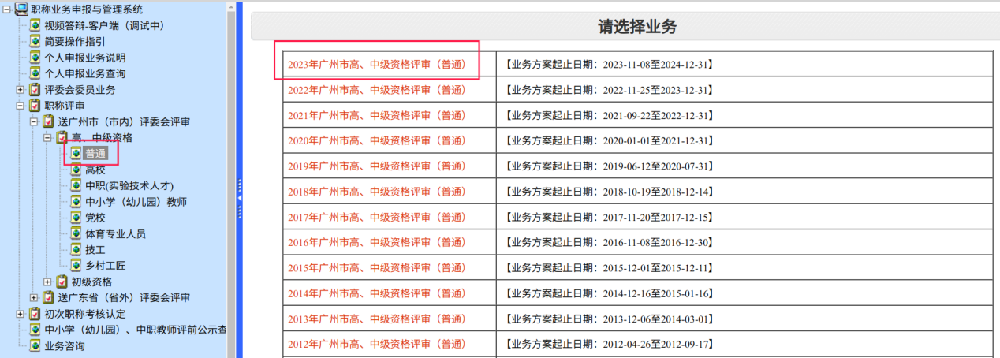 职称业务申报与管理系统
视频答辩-客户端（调试中）
简要操作指引
个人申报业务说明
个人申报业务查询
评委会委员业务
职称评审
送广州市（市内）评委会评审
高、中级资格
普通
高校
中职(实验技术人才)
中小学（幼儿园）教师
党校
体育专业人员
技工
乡村工匠
初级资格
送广东省（省外）评委会评审
初次职称考核认定
中小学（幼儿园）、中职教师评前公示查
业务咨询
请选择业务
2023年广州市高、中级资格评审（普通） 【业务方案起止日期：2023-11-08至2024-12-31】
2022年广州市高、中级资格评审（普通） 【业务方案起止日期：2022-11-25至2023-12-31】
2021年广州市高、中级资格评审（普通） 【业务方案起止日期：2021-09-22至2022-12-31】
2020年广州市高、中级资格评审（普通） 【业务方案起止日期：2020-01-01至2021-12-31】
2019年广州市高、中级资格评审（普通） 【业务方案起止日期：2019-06-12至2020-07-31】
2018年广州市高、中级资格评审（普通） 【业务方案起止日期：2018-10-19至2018-12-14】
2017年广州市高、中级资格评审（普通） 【业务方案起止日期：2017-11-20至2017-12-15】
2016年广州市高、中级资格评审（普通） 【业务方案起止日期：2016-11-08至2016-12-30】
2015年广州市高、中级资格评审（普通） 【业务方案起止日期：2015-12-01至2015-12-11】
2014年广州市高、中级资格评审（普通） 【业务方案起止日期：2014-12-16至2015-01-16】
2013年广州市高、中级资格评审（普通） 【业务方案起止日期：2013-12-06至2014-03-01】
2012年广州市高、中级资格评审（普通） 【业务方案起止日期：2012-04-26至2012-09-17】